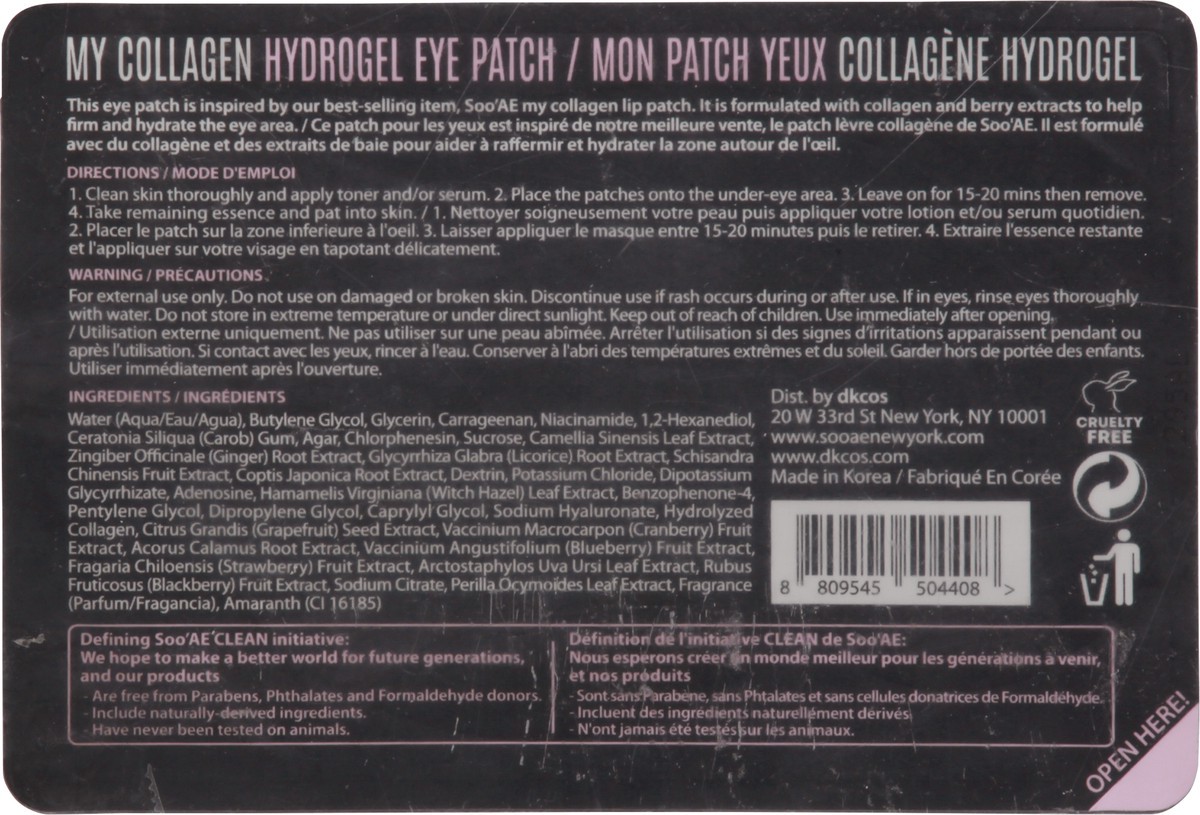 MY COLLAGEN HYDROGEL EYE PATCH / MON PATCH YEUX COLLAGÈNE HYDROGEL
This eye patch is inspired by our best-selling item, Soo'AE my collagen lip patch. It is formulated with collagen and berry extracts to help
firm and hydrate the eye area. / Ce patch pour les yeux est inspiré de notre meilleure vente, le patch lèvre collagène de Soo'AE. Il est formulé
avec du collagène et des extraits de baie pour aider à raffermir et hydrater la zone autour de l'œil.
DIRECTIONS / MODE D'EMPLOI
1. Clean skin thoroughly and apply toner and/or serum. 2. Place the patches onto the under-eye area. 3. Leave on for 15-20 mins then remove.
4. Take remaining essence and pat into skin. / 1. Nettoyer soigneusement votre peau puis appliquer votre lotion et/ou serum quotidien.
2. Placer le patch sur la zone inferieure à l'oeil. 3. Laisser appliquer le masque entre 15-20 minutes puis le retirer. 4. Extraire l'essence restante
et l'appliquer sur votre visage en tapotant délicatement.
WARNING / PRÉCAUTIONS
For external use only. Do not use on damaged or broken skin. Discontinue use if rash occurs during or after use. If in eyes, rinse eyes thoroughly
with water. Do not store in extreme temperature or under direct sunlight. Keep out of reach of children. Use immediately after opening.
/ Utilisation externe uniquement. Ne pas utiliser sur une peau abîmée. Arrêter l'utilisation si des signes d'irritations apparaissent pendant ou
après l'utilisation. Si contact avec les yeux, rincer à l'eau. Conserver à l'abri des températures extrêmes et du soleil. Garder hors de portée des enfants.
Utiliser immédiatement après l'ouverture.
INGREDIENTS / INGRÉDIENTS
Water (Aqua/Eau/Agua), Butylene Glycol, Glycerin, Carrageenan, Niacinamide, 1,2-Hexanediol,
Ceratonia Siliqua (Carob) Gum, Agar, Chlorphenesin, Sucrose, Camellia Sinensis Leaf Extract,
Zingiber Officinale (Ginger) Root Extract, Glycyrrhiza Glabra (Licorice) Root Extract, Schisandra
Chinensis Fruit Extract, Coptis Japonica Root Extract, Dextrin, Potassium Chloride, Dipotassium
Glycyrrhizate, Adenosine, Hamamelis Virginiana (Witch Hazel) Leaf Extract, Benzophenone-4,
Pentylene Glycol, Dipropylene Glycol, Caprylyl Glycol, Sodium Hyaluronate, Hydrolyzed
Collagen, Citrus Grandis (Grapefruit) Seed Extract, Vaccinium Macrocarpon (Cranberry) Fruit
Extract, Acorus Calamus Root Extract, Vaccinium Angustifolium (Blueberry) Fruit Extract,
Fragaria Chiloensis (Strawberry) Fruit Extract, Arctostaphylos Uva Ursi Leaf Extract, Rubus
Fruticosus (Blackberry) Fruit Extract, Sodium Citrate, Perilla Ocymoides Leaf Extract, Fragrance
(Parfum/Fragancia), Amaranth (CI 16185)
Dist. by dkcos
20 W 33rd St New York, NY 10001
www.sooaenewyork.com
www.dkcos.com
Made in Korea / Fabriqué En Corée
CRUELTY
FREE
8 809545 504408 >
Defining Soo'AE CLEAN initiative:
We hope to make a better world for future generations,
and our products
- Are free from Parabens, Phthalates and Formaldehyde donors.
- Include naturally-derived ingredients.
- Have never been tested on animals.
Définition de l'initiative CLEAN de Soo'AE:
Nous esperons créer un monde meilleur pour les générations à venir,
et nos produits
- Sont sans Parabène, sans Phtalates et sans cellules donatrices de Formaldéhyde.
- Incluent des ingrédients naturellement dérivés
- N'ont jamais été testés sur les animaux.
OPEN HERE!